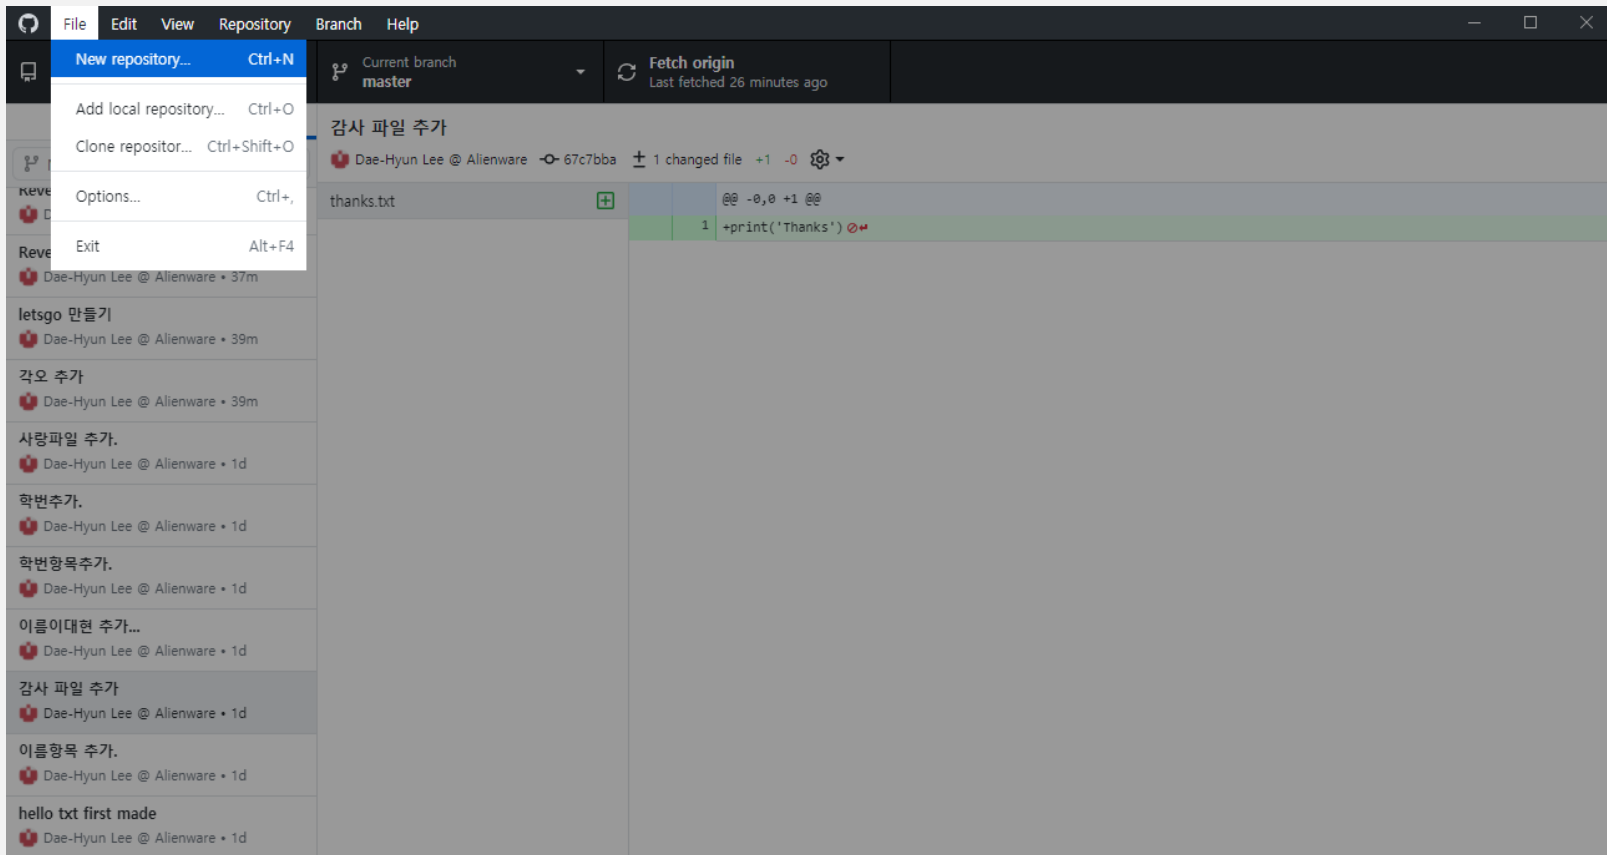 File Edit View Repository Branch Help
New repository... Ctrl+N
Add local repository... Ctrl+O
Clone repositor... Ctrl+Shift+O
Options... Ctrl+,
Exit Alt+F4
Current branch
master
Fetch origin
Last fetched 26 minutes ago
감사 파일 추가
Dae-Hyun Lee @ Alienware 67c7bba 1 changed file +1 -0
thanks.txt
@@ -0,0 +1 @@
1 +print('Thanks')
Reve
Dae-Hyun Lee @ Alienware • 37m
letsgo 만들기
Dae-Hyun Lee @ Alienware • 39m
각오 추가
Dae-Hyun Lee @ Alienware • 39m
사랑파일 추가.
Dae-Hyun Lee @ Alienware • 1d
학번추가.
Dae-Hyun Lee @ Alienware • 1d
학번항목추가.
Dae-Hyun Lee @ Alienware • 1d
이름이대현 추가...
Dae-Hyun Lee @ Alienware • 1d
감사 파일 추가
Dae-Hyun Lee @ Alienware • 1d
이름항목 추가.
Dae-Hyun Lee @ Alienware • 1d
hello txt first made
Dae-Hyun Lee @ Alienware • 1d